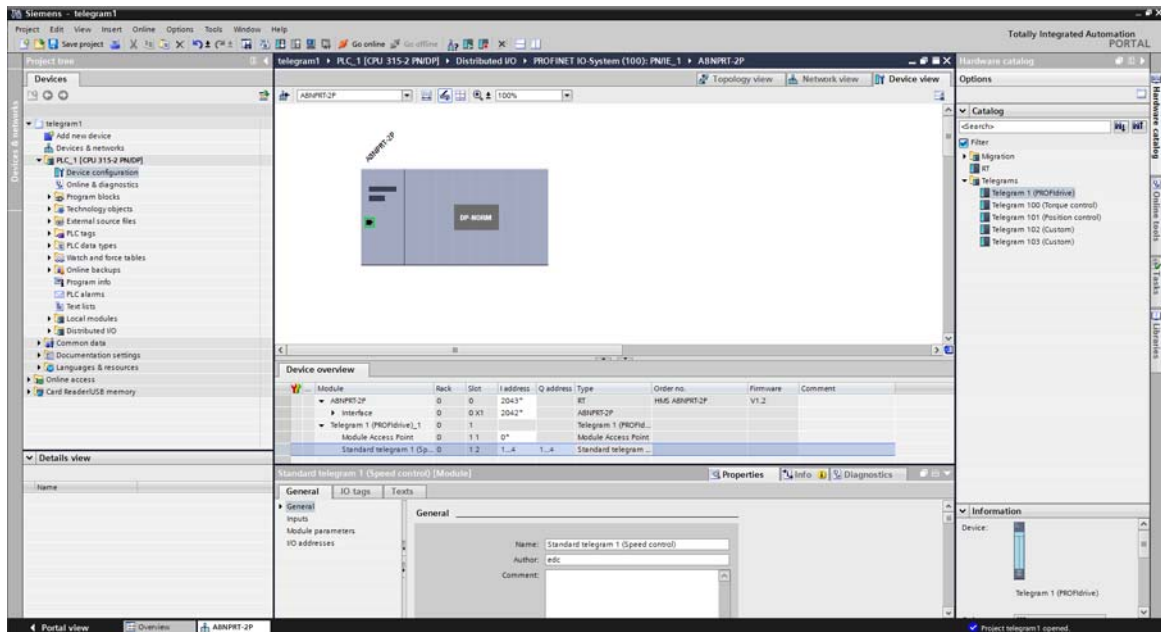 Siemens - telegram1
Project Edit View Insert Online Options Tools Window Help
Save project Go online Go offline
Totally Integrated Automation
PORTAL
Project tree
telegram1 PLC_1 [CPU 315-2 PN/DP] Distributed I/O PROFINET IO-System (100): PN/IE_1 ABNPRT-2P
Hardware catalog
Devices
Topology view Network view Device view
Options
ABNPRT-2P 100%
telegram1
Add new device
Devices & networks
PLC_1 [CPU 315-2 PN/DP]
Device configuration
Online & diagnostics
Program blocks
Technology objects
External source files
PLC tags
PLC data types
Watch and force tables
Online backups
Program info
PLC alarms
Text lists
Local modules
Distributed I/O
Common data
Documentation settings
Languages & resources
Online access
Card Reader/USB memory
Devices & networks
ABNPRT-2P
DP-NORM
Catalog
<Search>
Filter
Migration
RT
Telegrams
Telegram 1 (PROFIdrive)
Telegram 100 (Torque control)
Telegram 101 (Position control)
Telegram 102 (Custom)
Telegram 103 (Custom)
Hardware catalog
Online tools
Tasks
Libraries
Device overview
... Module Rack Slot I address Q address Type Order no. Firmware Comment
ABNPRT-2P 0 0 2043* RT HMS ABNPRT-2P V1.2
Interface 0 0 X1 2042* ABNPRT-2P
Telegram 1 (PROFIdrive)_1 0 1 Telegram 1 (PROFId...
Module Access Point 0 1 1 0* Module Access Point
Standard telegram 1 (Sp... 0 1 2 1...4 1...4 Standard telegram ...
Details view
Name
Standard telegram 1 (Speed control) [Module]
Properties Info Diagnostics
General IO tags Texts
General
Inputs
Module parameters
I/O addresses
General
Name: Standard telegram 1 (Speed control)
Author: edc
Comment:
Information
Device:
Telegram 1 (PROFIdrive)
Portal view Overview ABNPRT-2P
Project telegram1 opened.